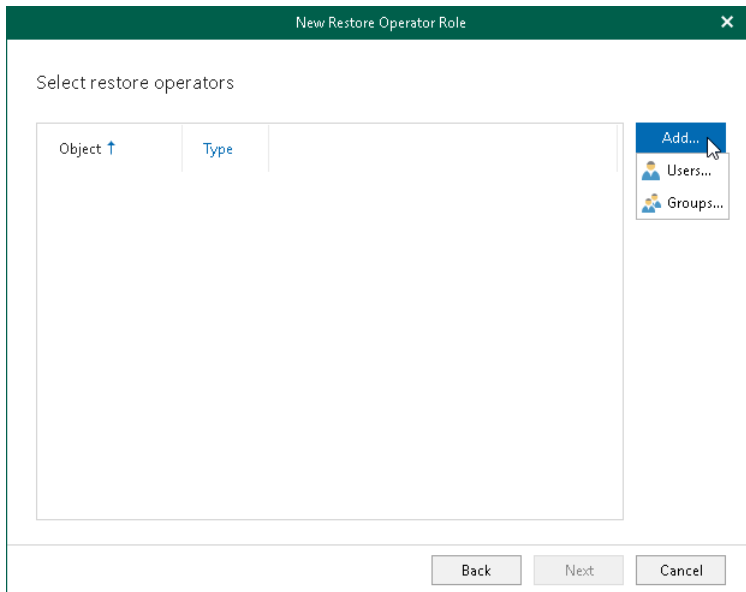 New Restore Operator Role
Select restore operators
Object ↑ Type
Add...
Users...
Groups...
Back Next Cancel